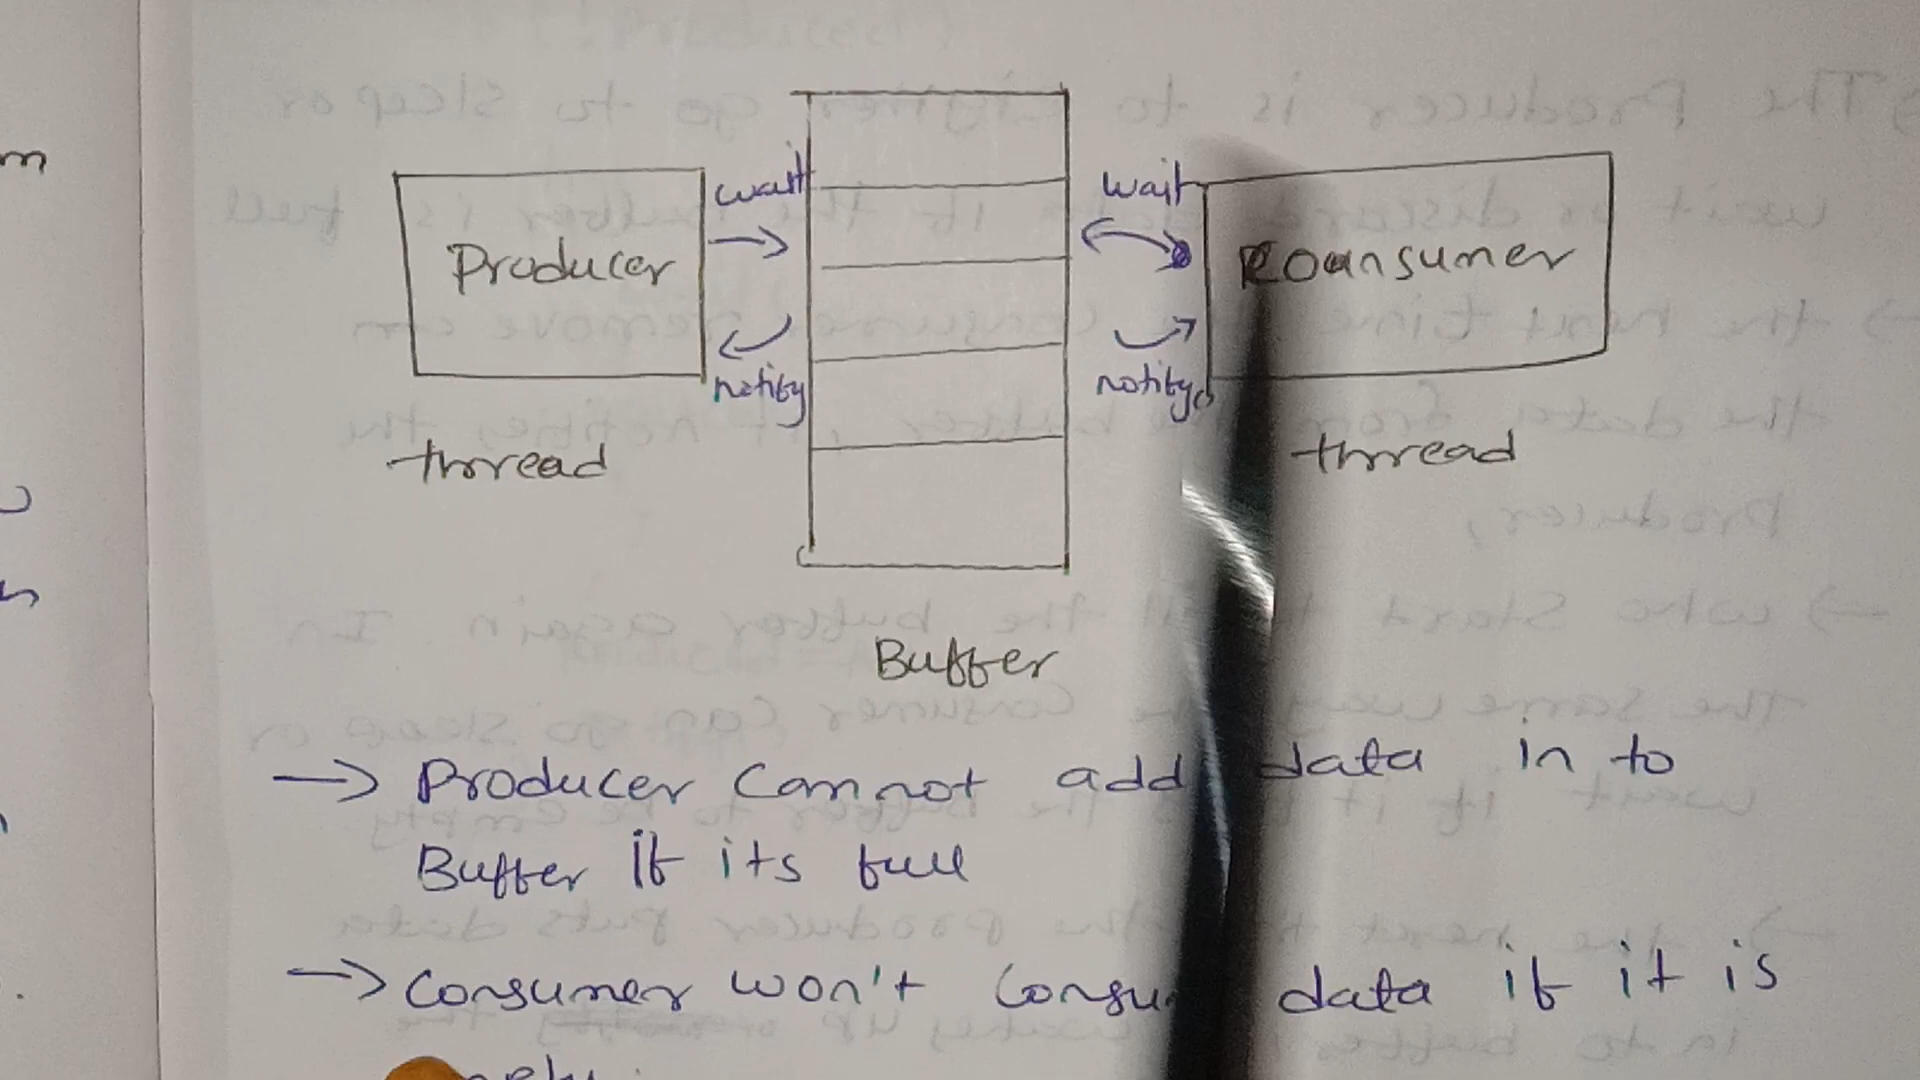 wait
wait
Producer
Consumer
notify
notify
thread
thread
Buffer
→ Producer cannot add data in to
Buffer if its full
→ Consumer won't data if it is